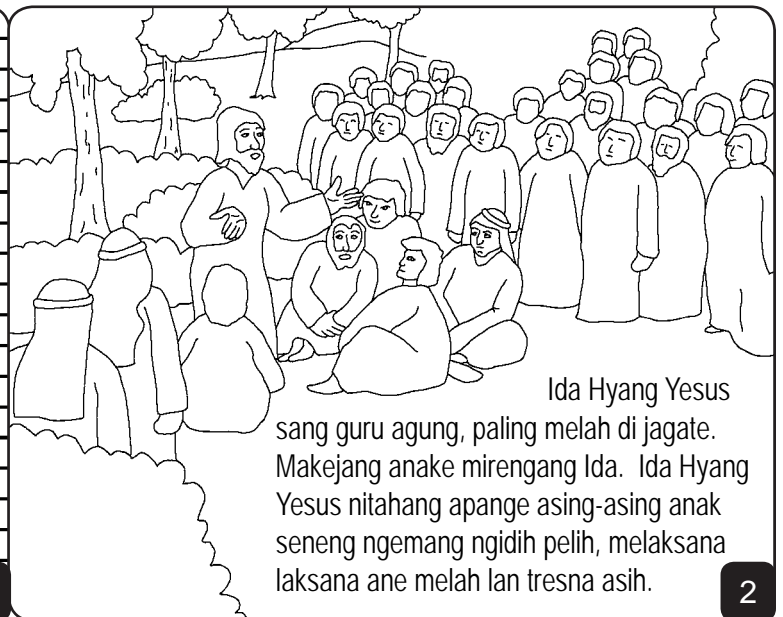 Ida Hyang Yesus
sang guru agung, paling melah di jagate.
Makejang anake mirengang Ida.  Ida Hyang
Yesus nitahang apange asing-asing anak
seneng ngemang ngidih pelih, melaksana
laksana ane melah lan tresna asih.
2